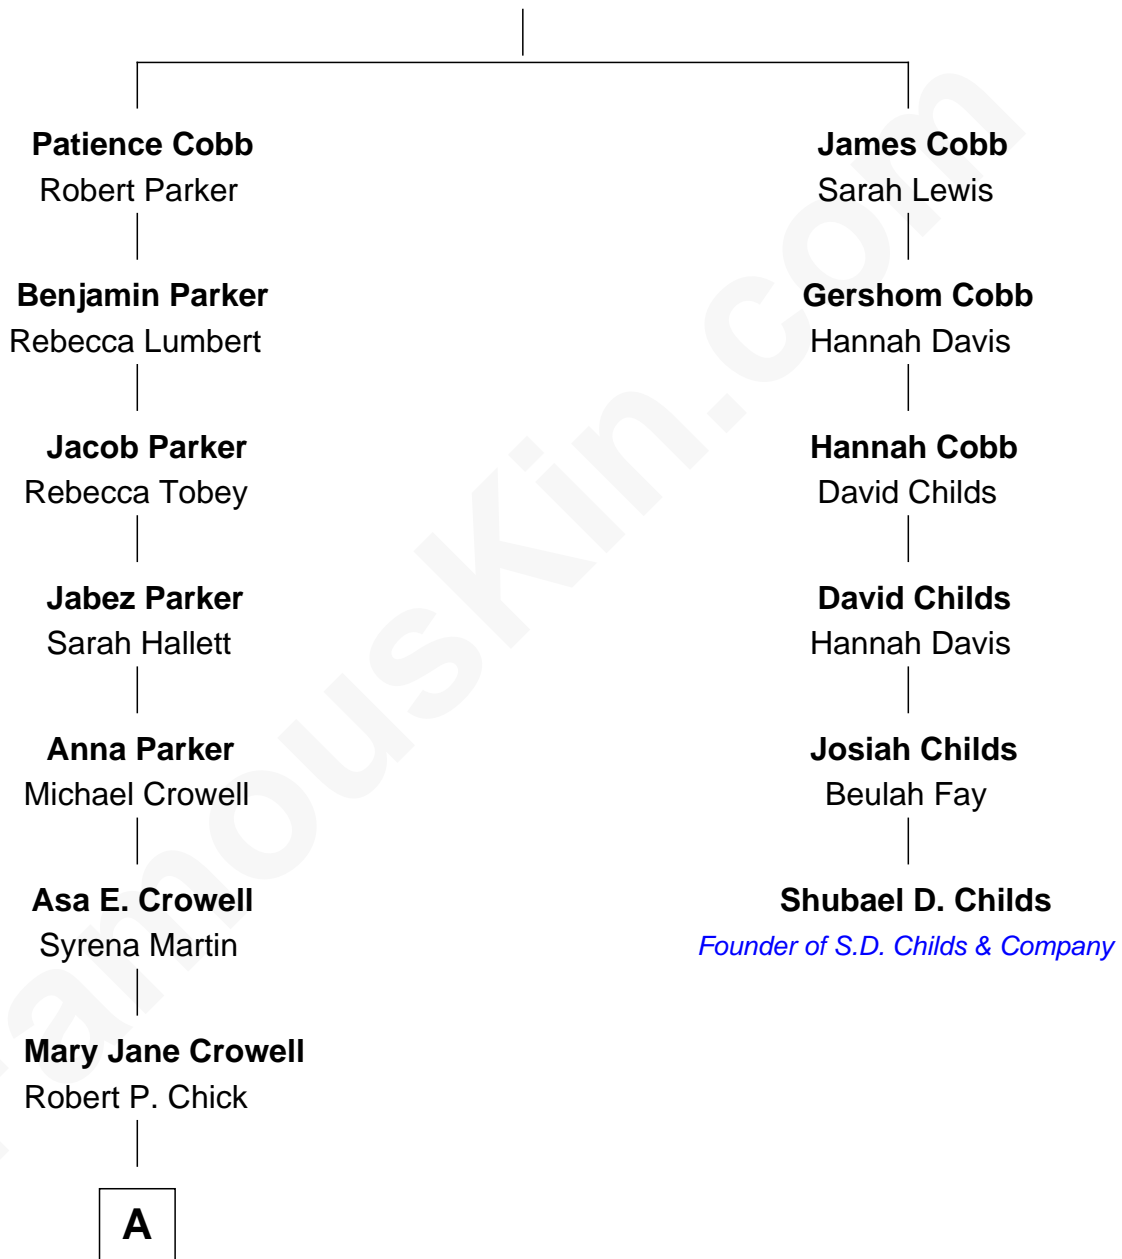 Patience Cobb
Robert Parker
Benjamin Parker
Rebecca Lumbert
Jacob Parker
Rebecca Tobey
Jabez Parker
Sarah Hallett
Anna Parker
Michael Crowell
Asa E. Crowell
Syrena Martin
Mary Jane Crowell
Robert P. Chick
A
James Cobb
Sarah Lewis
Gershom Cobb
Hannah Davis
Hannah Cobb
David Childs
David Childs
Hannah Davis
Josiah Childs
Beulah Fay
Shubael D. Childs
Founder of S.D. Childs & Company
FamousKin.com